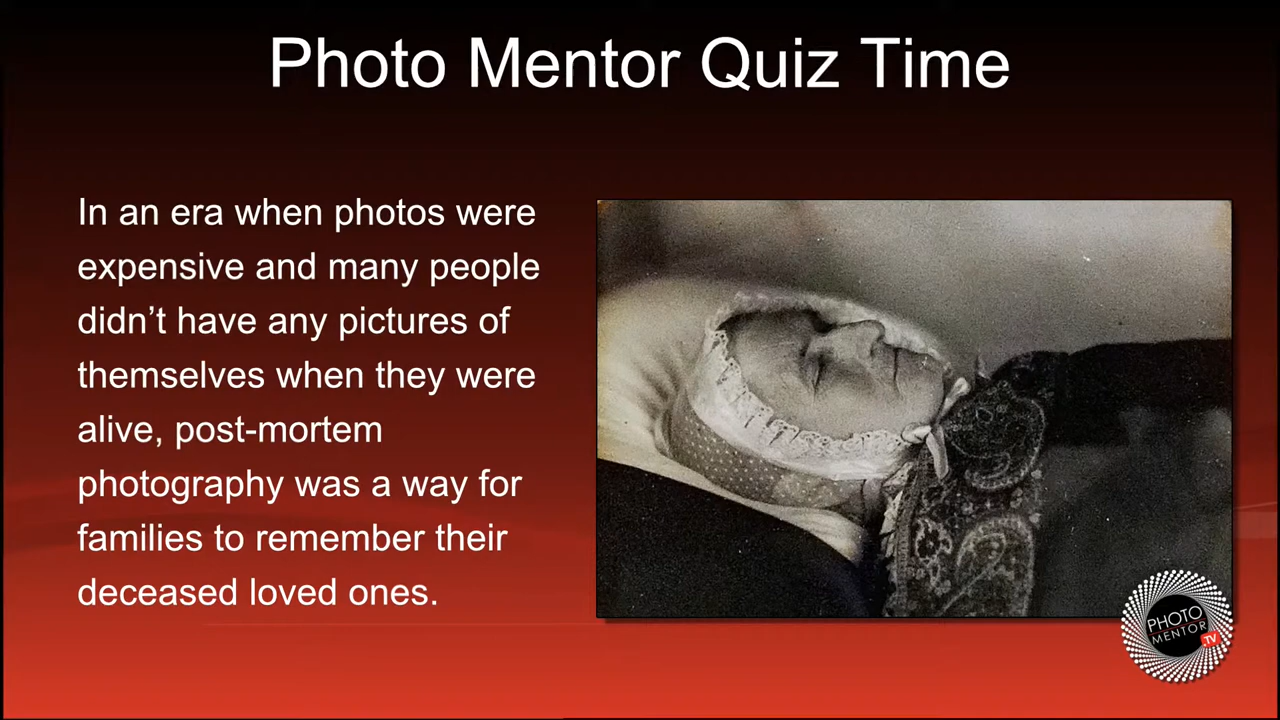 Photo Mentor Quiz Time
In an era when photos were
expensive and many people
didn’t have any pictures of
themselves when they were
alive, post-mortem
photography was a way for
families to remember their
deceased loved ones.
PHOTO
MENTOR
TV